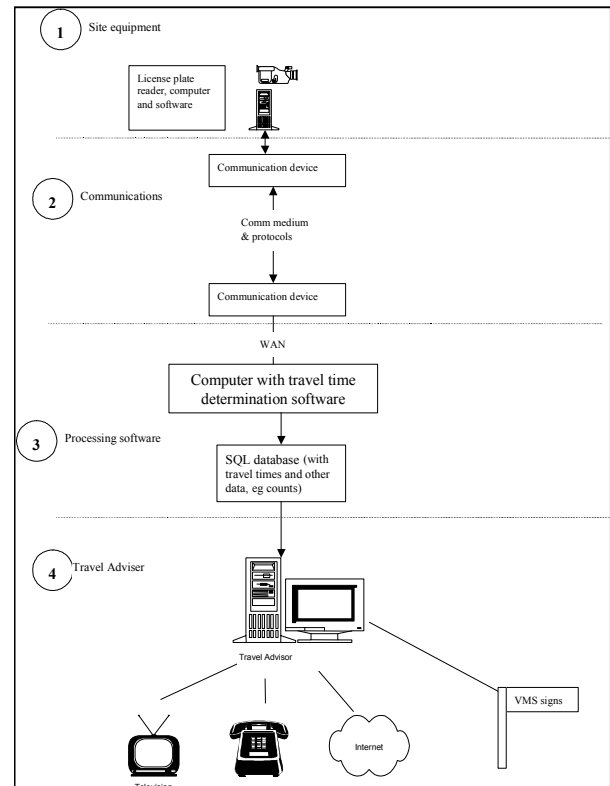 1
Site equipment
License plate
reader, computer
and software
Communication device
2
Communications
Comm medium
& protocols
Communication device
WAN
Computer with travel time
determination software
3
Processing software
SQL database (with
travel times and other
data, eg counts)
4
Travel Adviser
Travel Advisor
VMS signs
Internet
Television